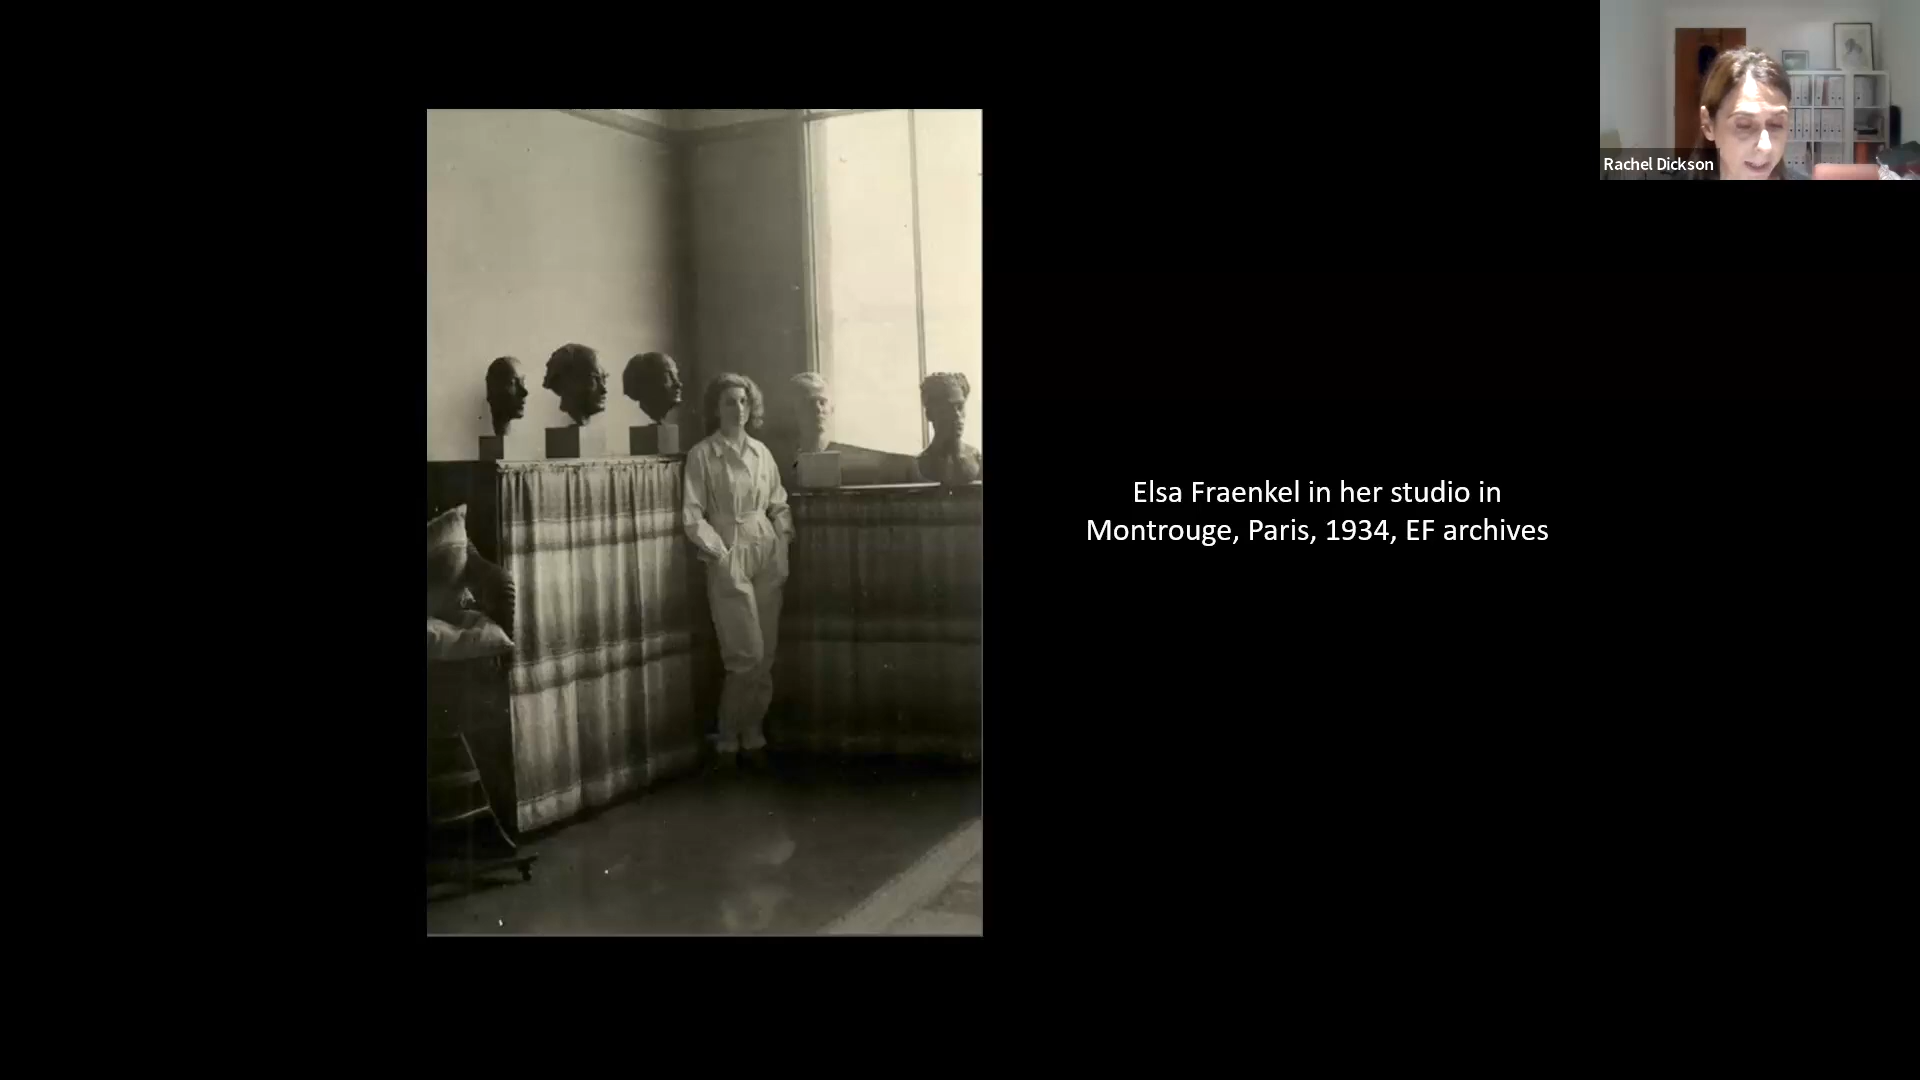 Rachel Dickson
Elsa Fraenkel in her studio in
Montrouge, Paris, 1934, EF archives